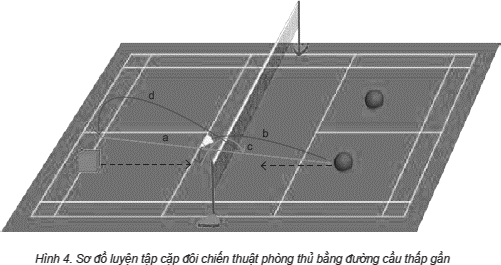 d
a
b
c
Hình 4. Sơ đồ luyện tập cặp đôi chiến thuật phòng thủ bằng đường cầu thấp gần